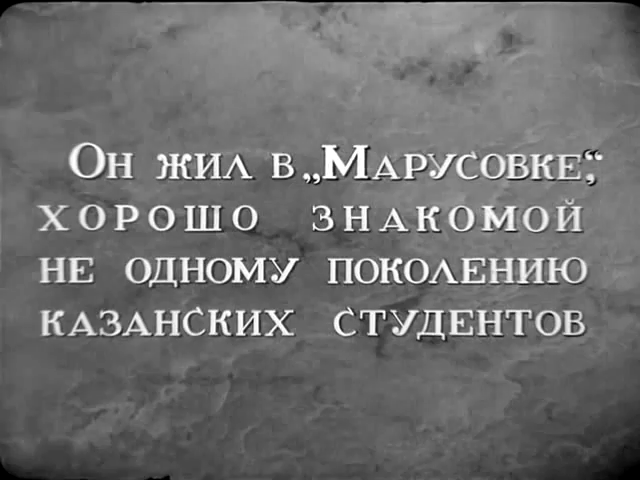 Он жил в „Марусовке“,
хорошо знакомой
не одному поколению
казанских студентов